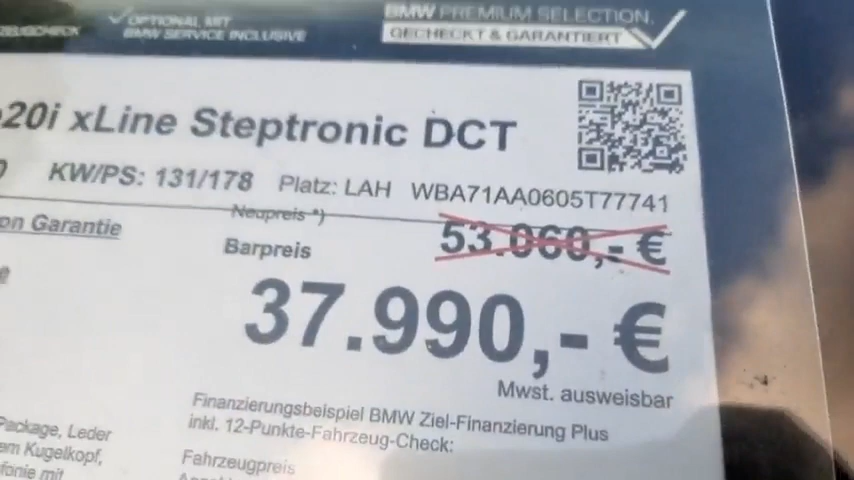 OPTIONAL MIT
BMW SERVICE INCLUSIVE
BMW PREMIUM SELECTION.
GECHECKT & GARANTIERT
20i xLine Steptronic DCT
KW/PS: 131/178 Platz: LAH WBA71AA0605T77741
on Garantie
Neupreis *)
53.060,- €
Barpreis
37.990,- €
Mwst. ausweisbar
Finanzierungsbeispiel BMW Ziel-Finanzierung Plus
inkl. 12-Punkte-Fahrzeug-Check:
Package, Leder
em Kugelkopf,
fonie mit
Fahrzeugpreis